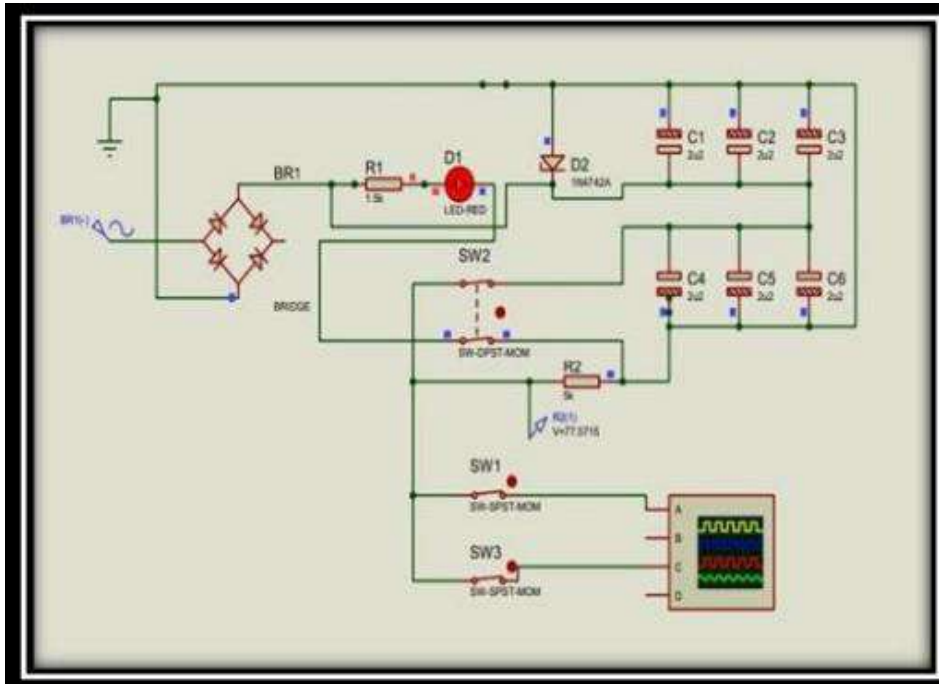 C1
2u2
C2
2u2
C3
2u2
D2
1N4742A
BR1
R1
1.5k
D1
LED-RED
BR1(-)
BRIDGE
SW2
SW-DPST-MOM
C4
2u2
C5
2u2
C6
2u2
R2
5k
R2(1)
V=77.5715
SW1
SW-SPST-MOM
SW3
SW-SPST-MOM
A
B
C
D